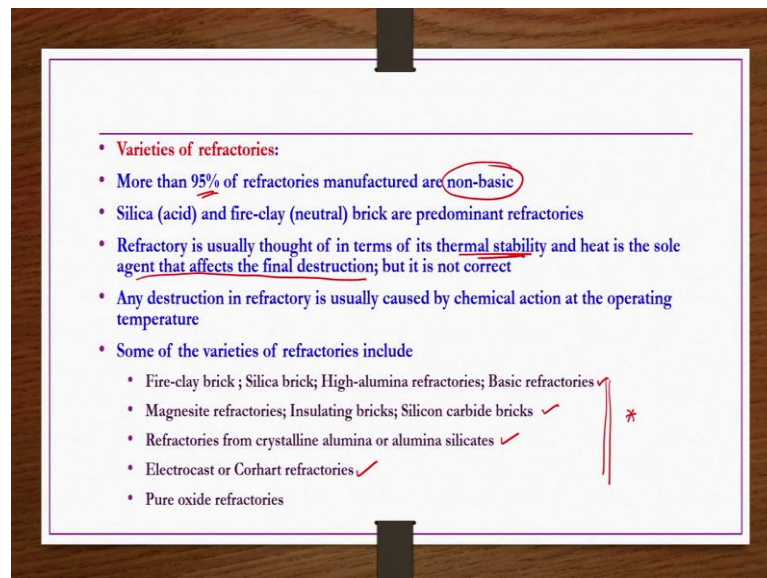 • Varieties of refractories:
• More than 95% of refractories manufactured are non-basic
• Silica (acid) and fire-clay (neutral) brick are predominant refractories
• Refractory is usually thought of in terms of its thermal stability and heat is the sole
agent that affects the final destruction; but it is not correct
• Any destruction in refractory is usually caused by chemical action at the operating
temperature
• Some of the varieties of refractories include
• Fire-clay brick ; Silica brick; High-alumina refractories; Basic refractories
• Magnesite refractories; Insulating bricks; Silicon carbide bricks
• Refractories from crystalline alumina or alumina silicates
• Electrocast or Corhart refractories
• Pure oxide refractories